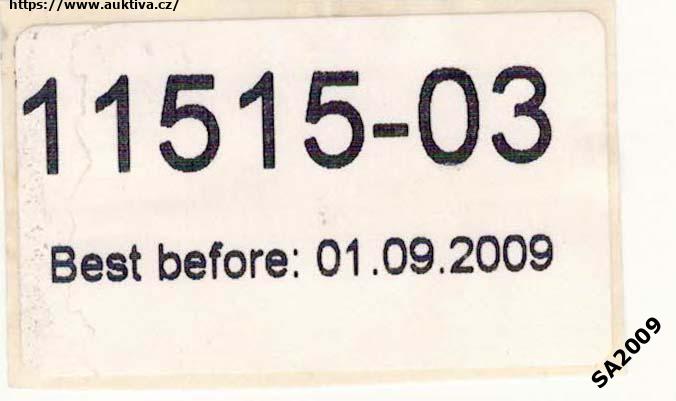 https://www.auktiva.cz/
11515-03
Best before: 01.09.2009
SA2009